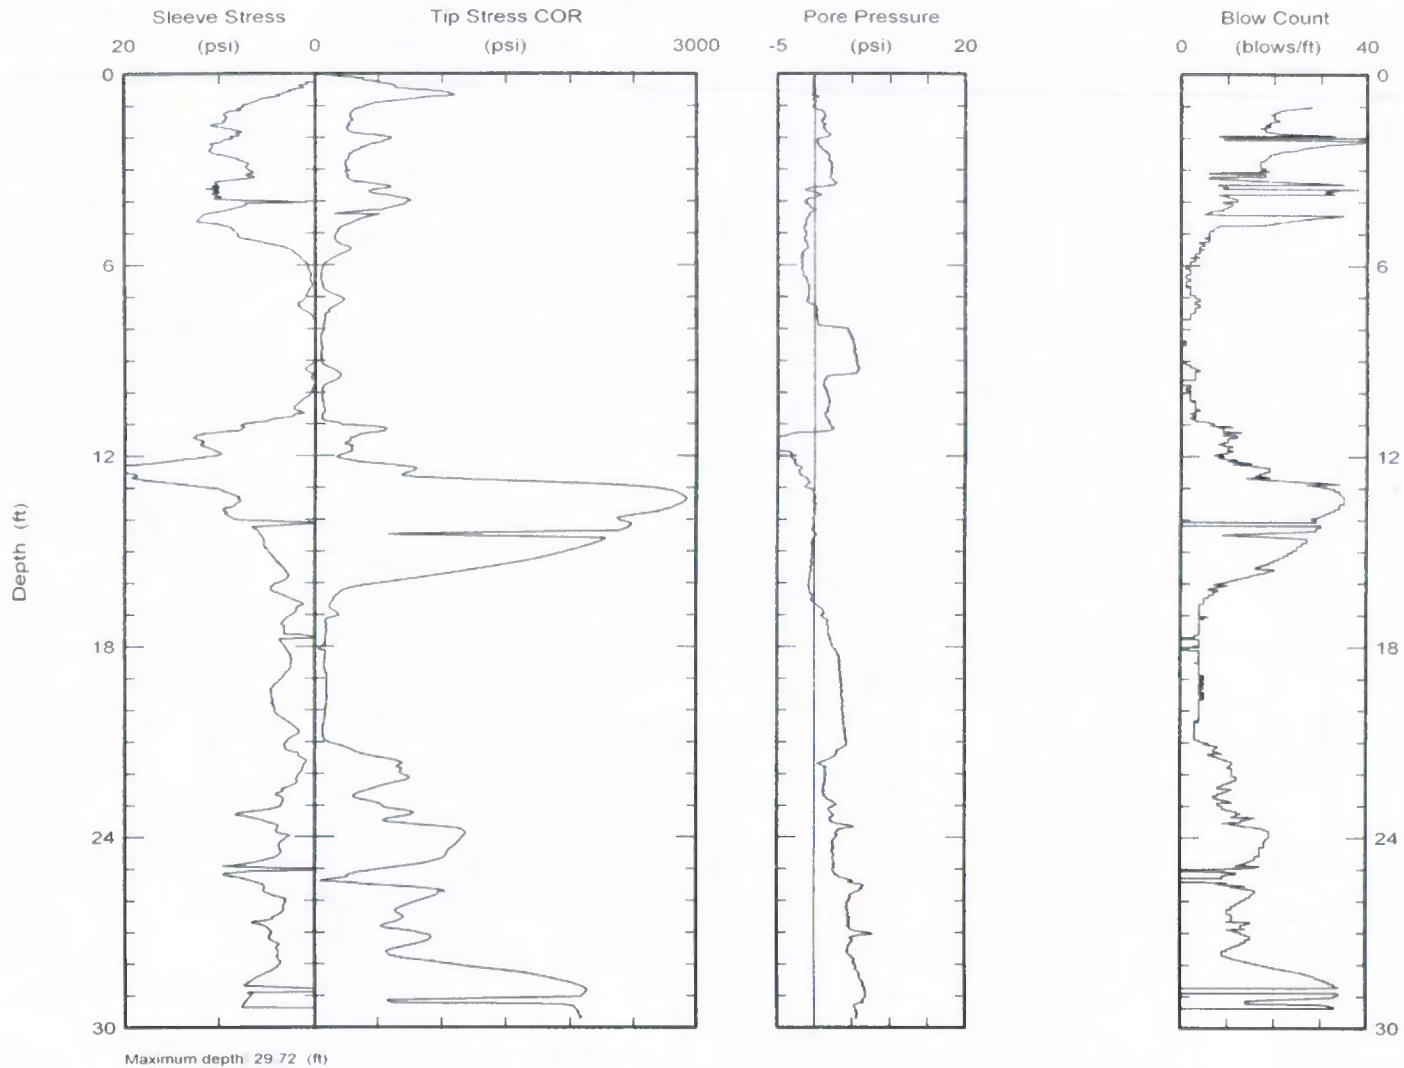 Sleeve Stress Tip Stress COR Pore Pressure Blow Count
20 (psi) 0 (psi) 3000 -5 (psi) 20 0 (blows/ft) 40
0 0
6 6
12 12
Depth (ft)
18 18
24 24
30 30
Maximum depth: 29.72 (ft)